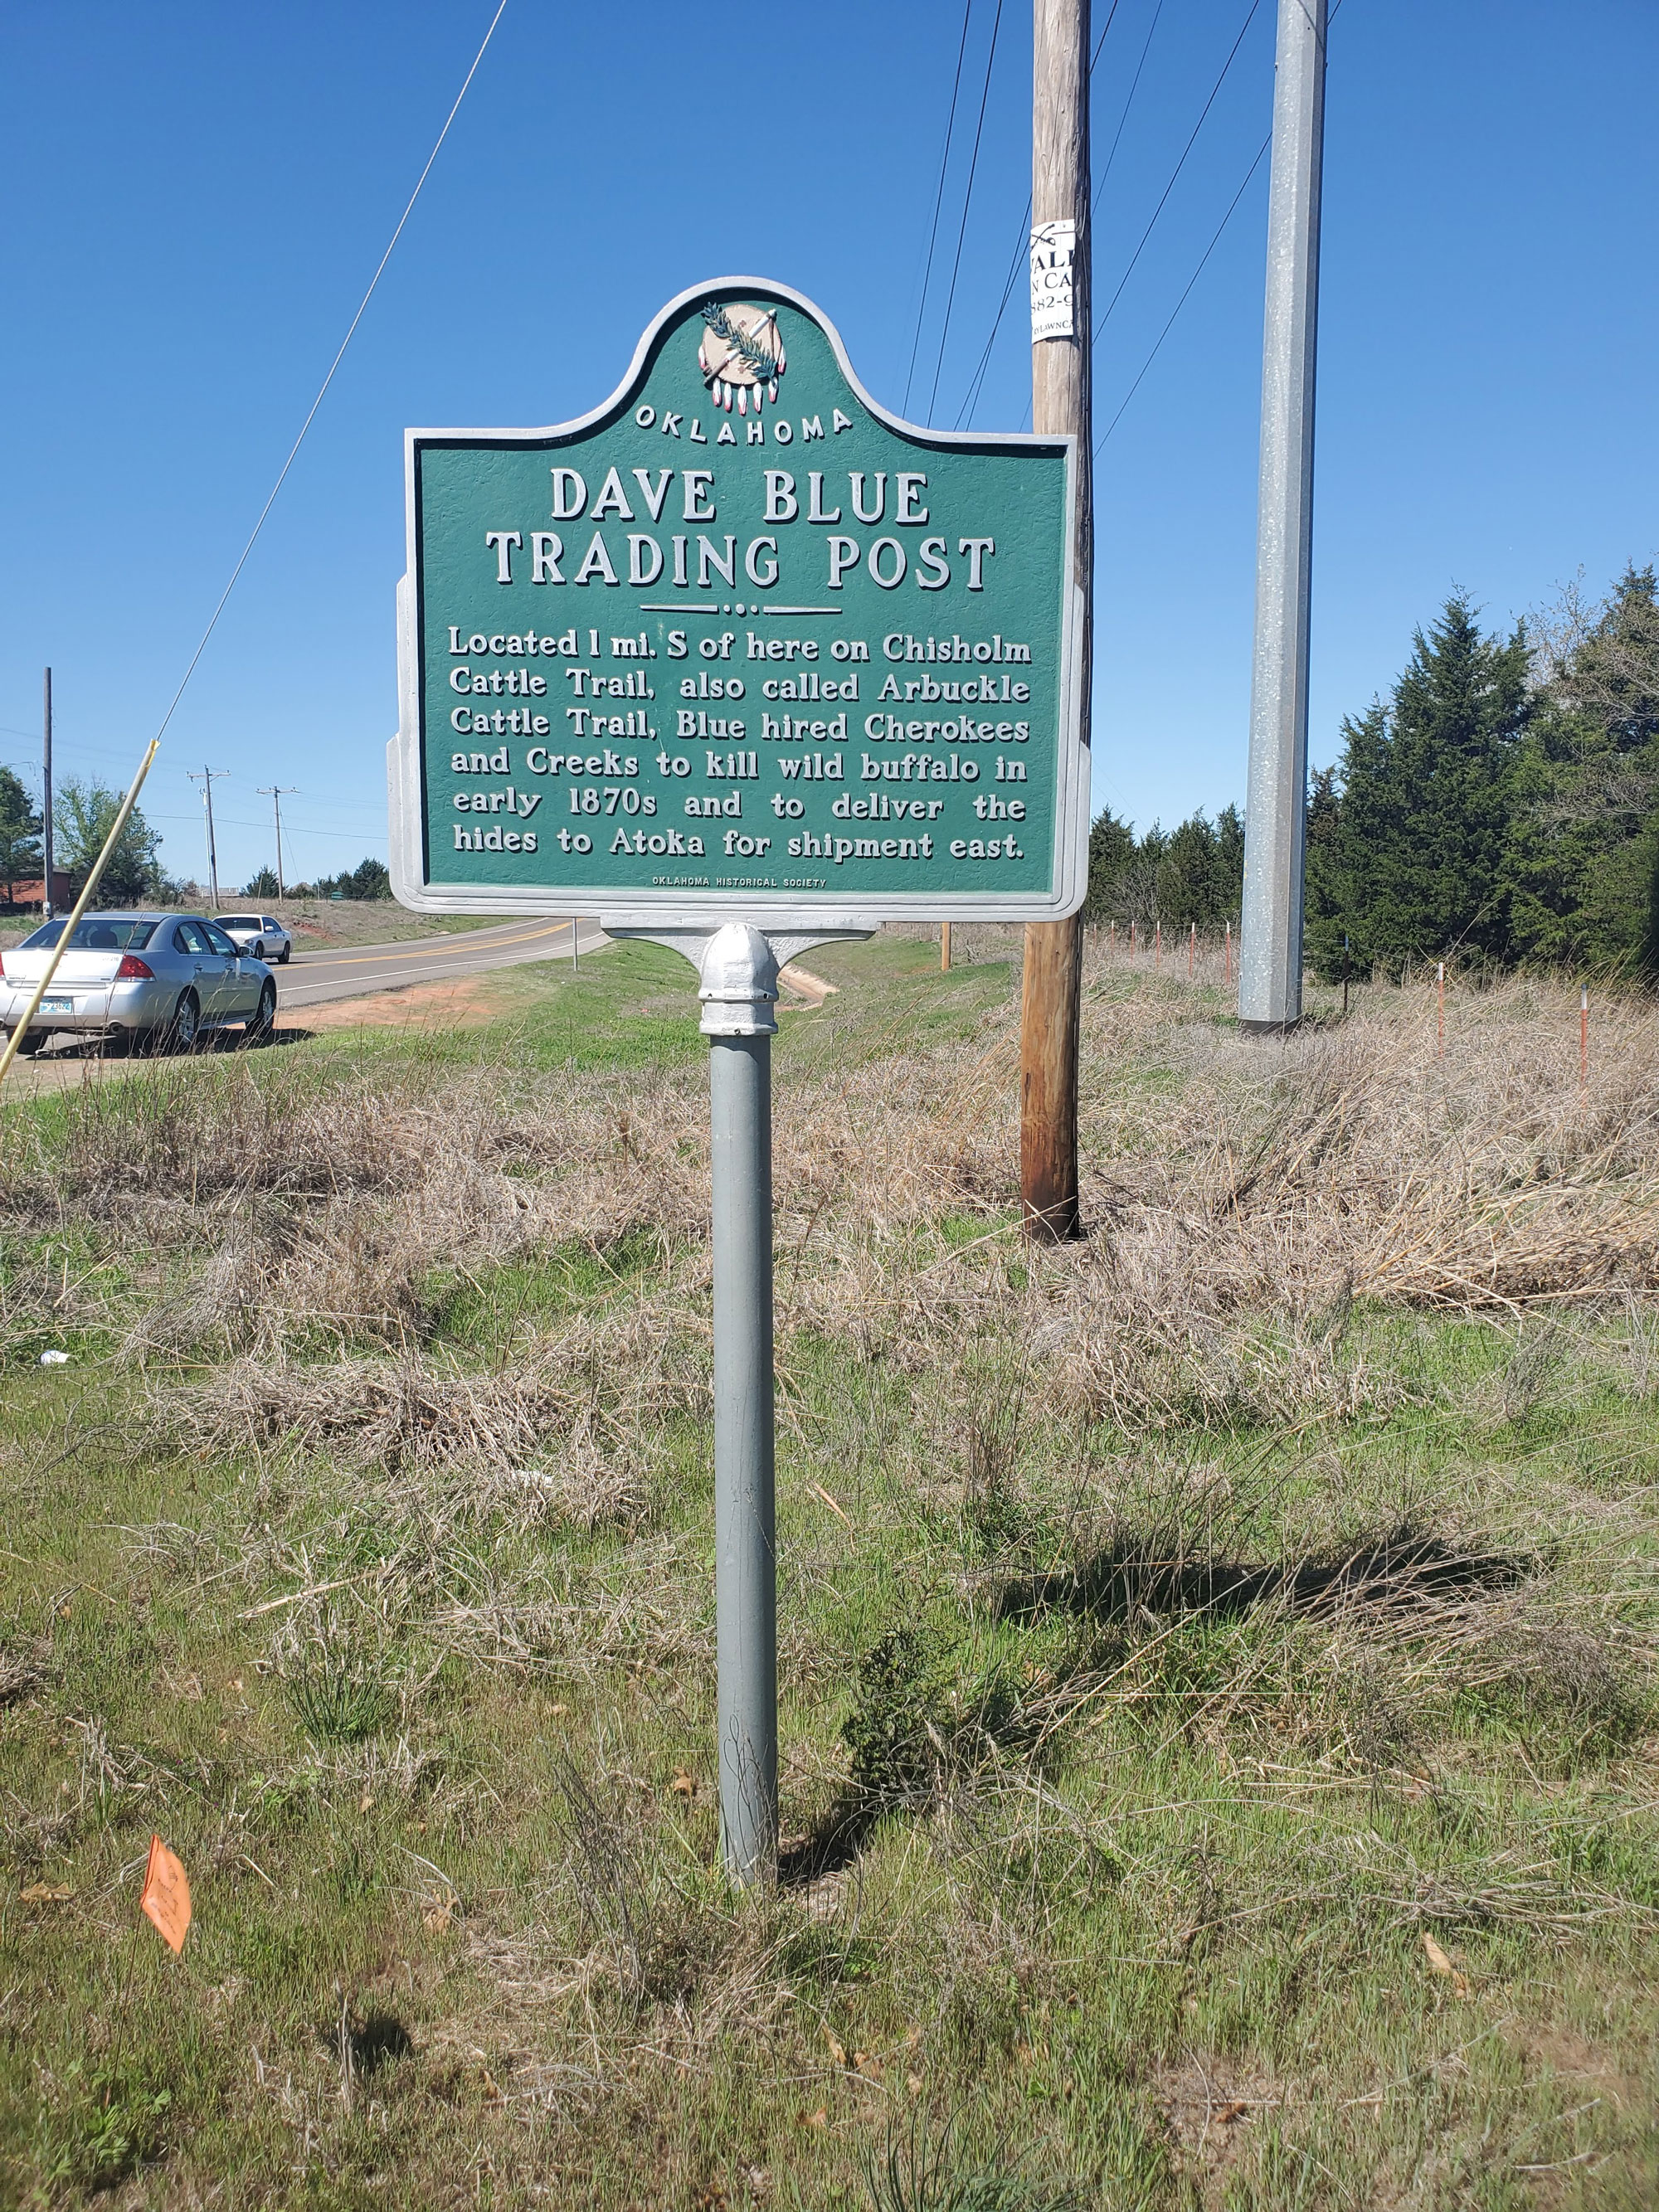 OKLAHOMA
DAVE BLUE
TRADING POST
Located 1 mi. S of here on Chisholm
Cattle Trail, also called Arbuckle
Cattle Trail, Blue hired Cherokees
and Creeks to kill wild buffalo in
early 1870s and to deliver the
hides to Atoka for shipment east.
OKLAHOMA HISTORICAL SOCIETY